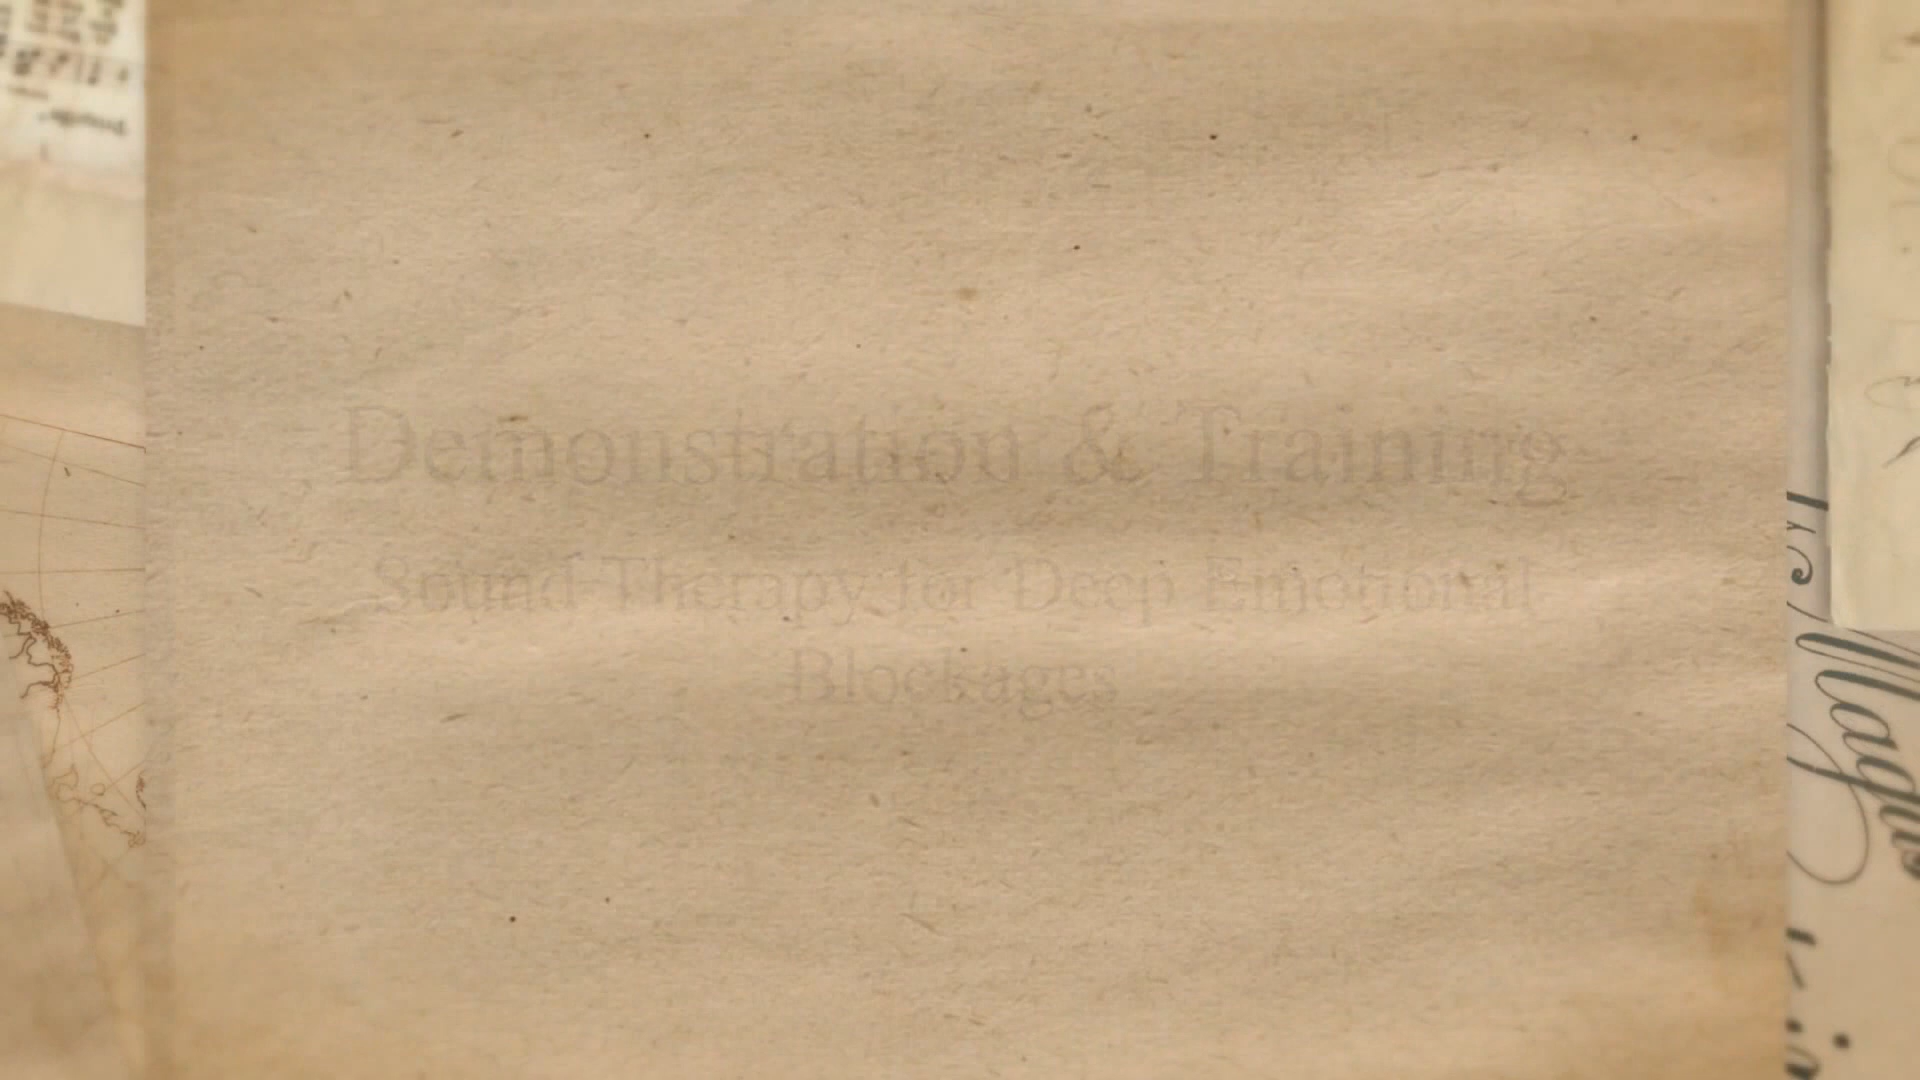 Demonstration & Training
Sound Therapy for Deep Emotional
Blockages